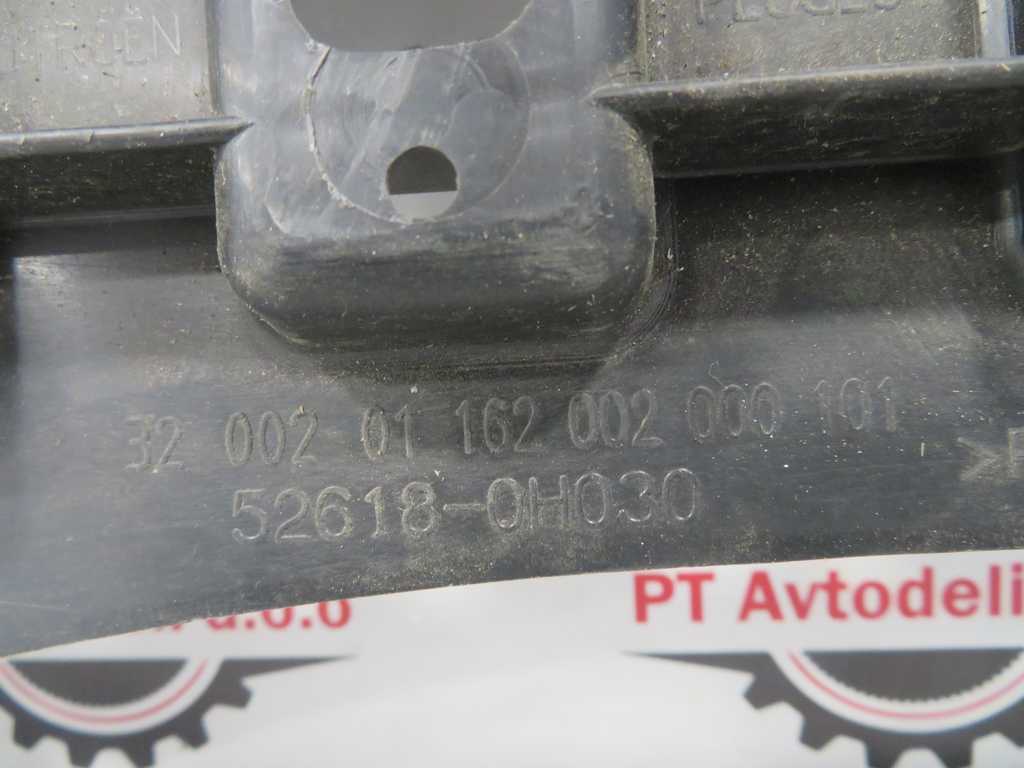 32 002 01 162 002 000 101
52618-0H030
d.o.o
PT Avtodeli